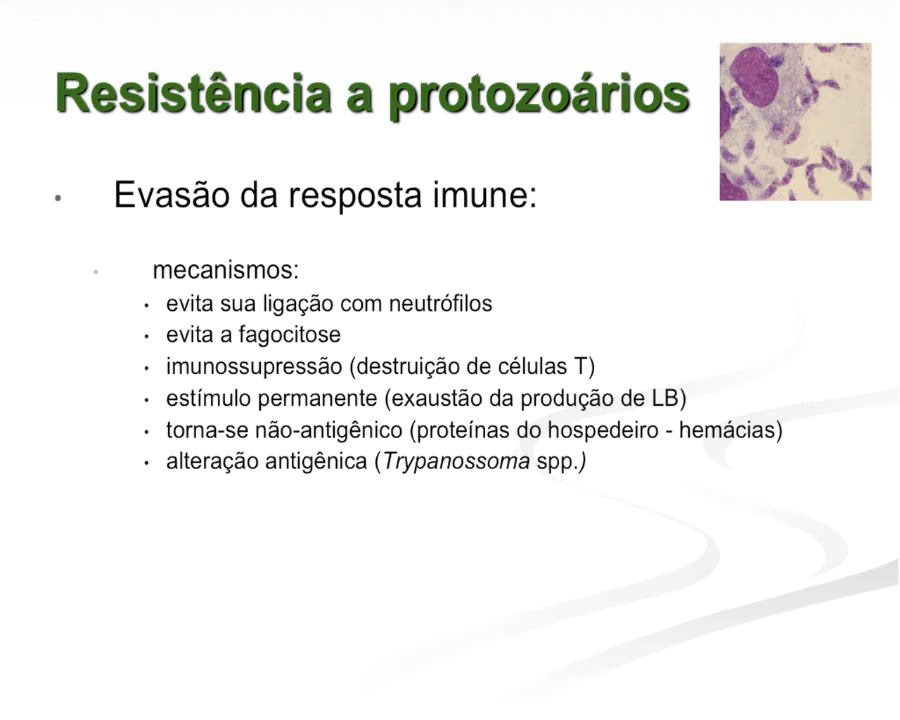 Resistência a protozoários
• Evasão da resposta imune:
• mecanismos:
• evita sua ligação com neutrófilos
• evita a fagocitose
• imunossupressão (destruição de células T)
• estímulo permanente (exaustão da produção de LB)
• torna-se não-antigênico (proteínas do hospedeiro - hemácias)
• alteração antigênica (Trypanossoma spp.)